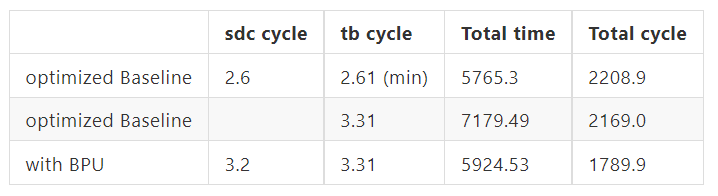 sdc cycle tb cycle Total time Total cycle
optimized Baseline 2.6 2.61 (min) 5765.3 2208.9
optimized Baseline 3.31 7179.49 2169.0
with BPU 3.2 3.31 5924.53 1789.9